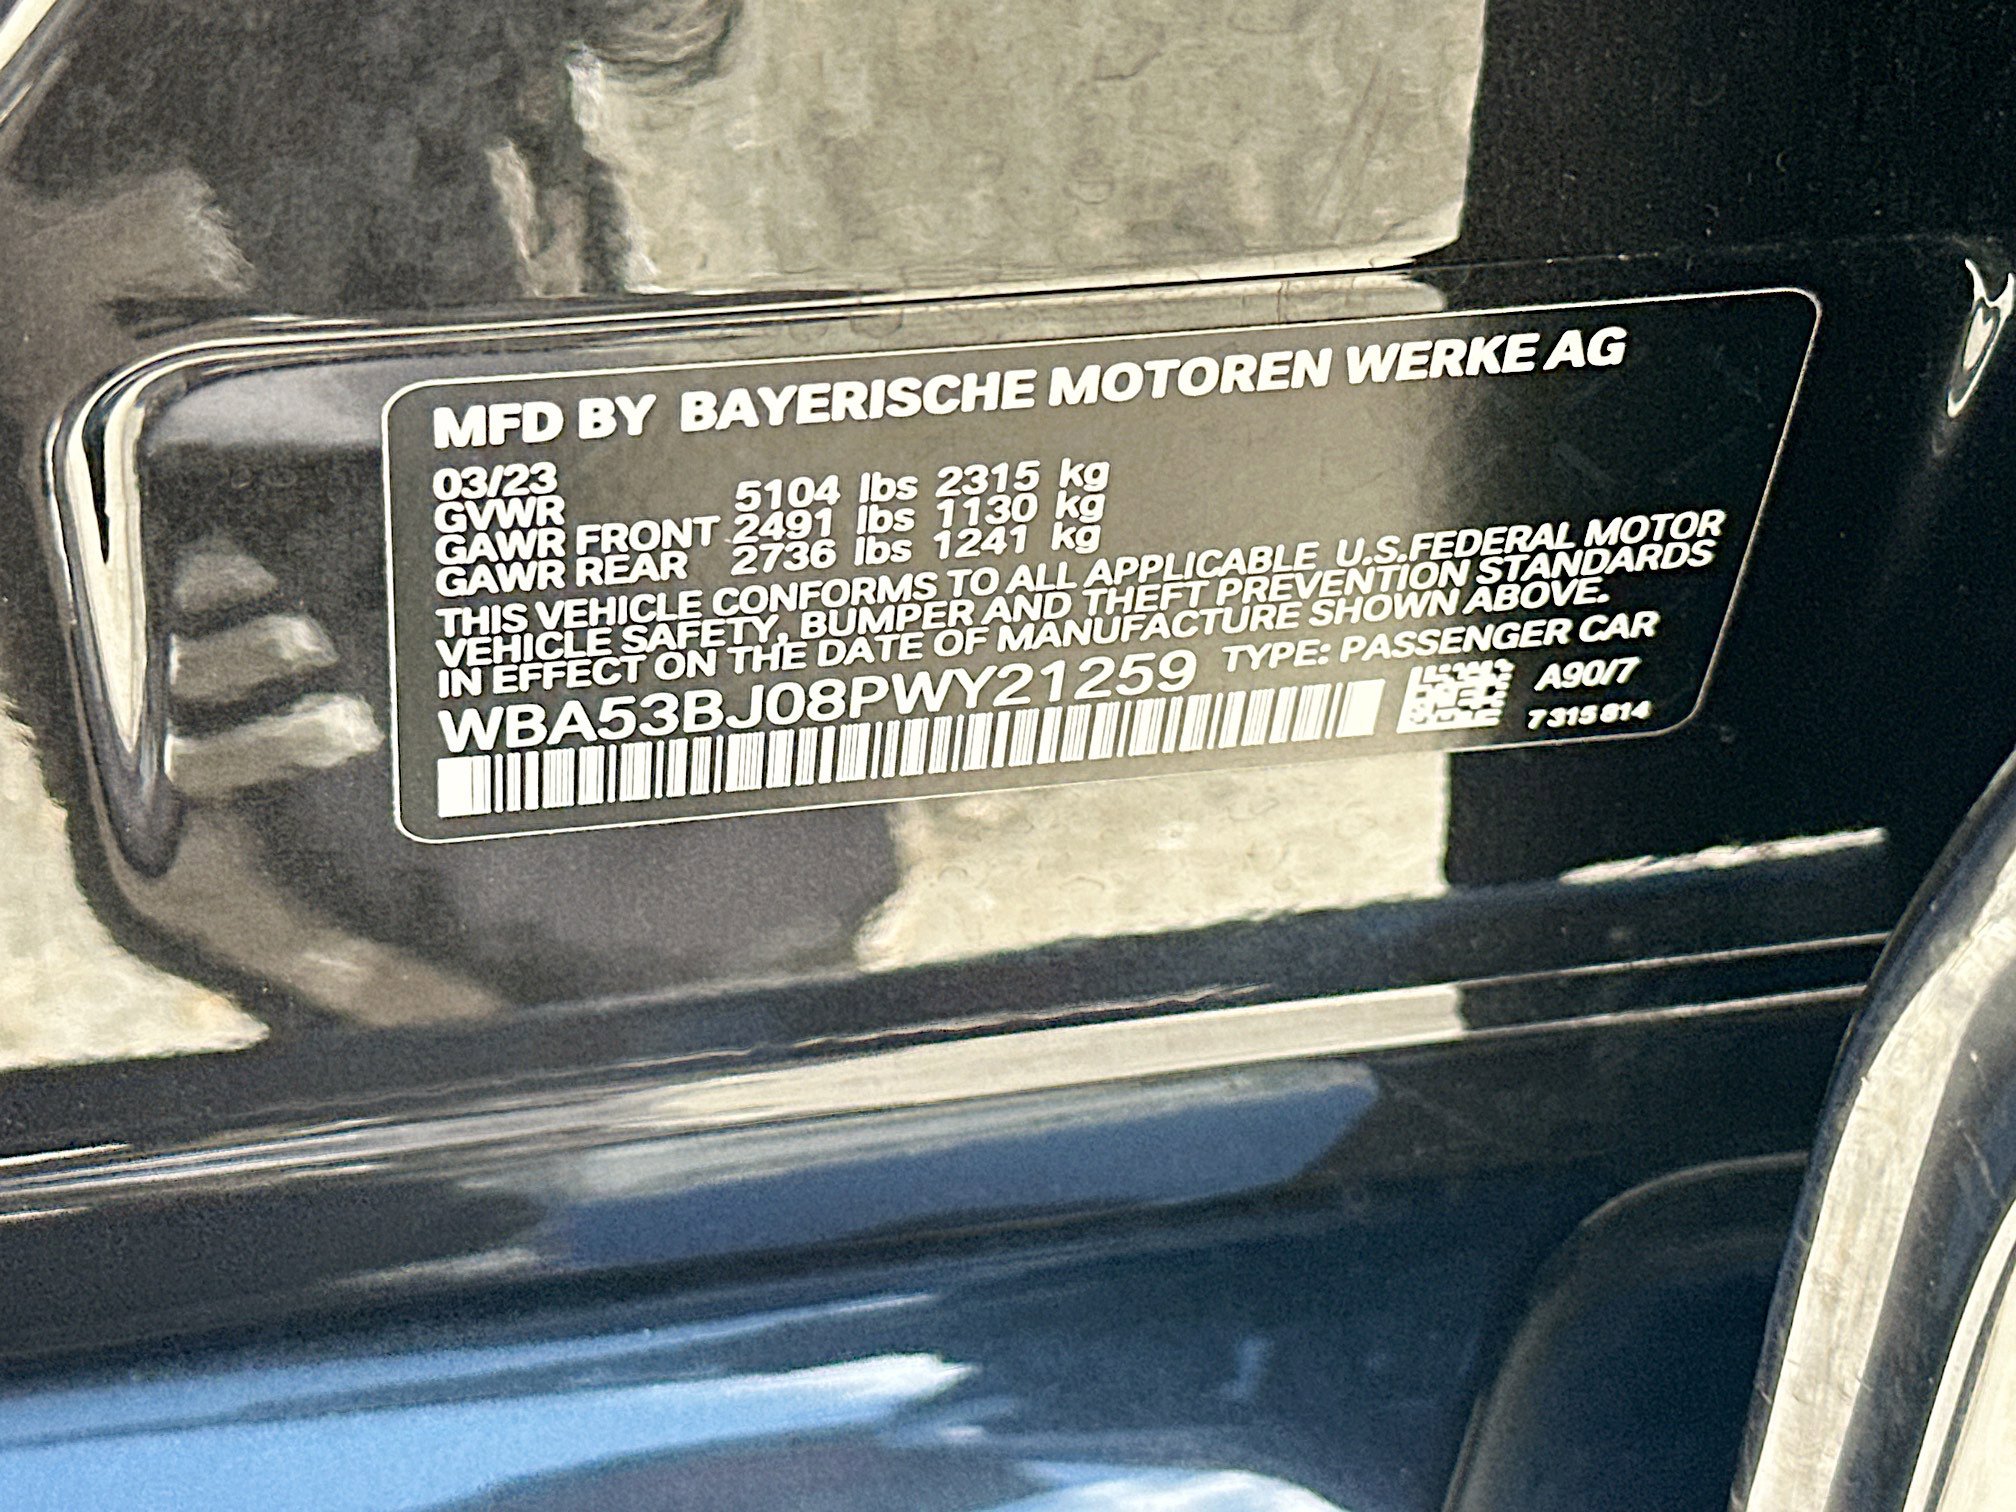 MFD BY BAYERISCHE MOTOREN WERKE AG
03/23
GVWR 5104 lbs 2315 kg
GAWR FRONT 2491 lbs 1130 kg
GAWR REAR 2736 lbs 1241 kg
THIS VEHICLE CONFORMS TO ALL APPLICABLE U.S.FEDERAL MOTOR
VEHICLE SAFETY, BUMPER AND THEFT PREVENTION STANDARDS
IN EFFECT ON THE DATE OF MANUFACTURE SHOWN ABOVE.
WBA53BJ08PWY21259 TYPE: PASSENGER CAR
A90/7
7 315 814